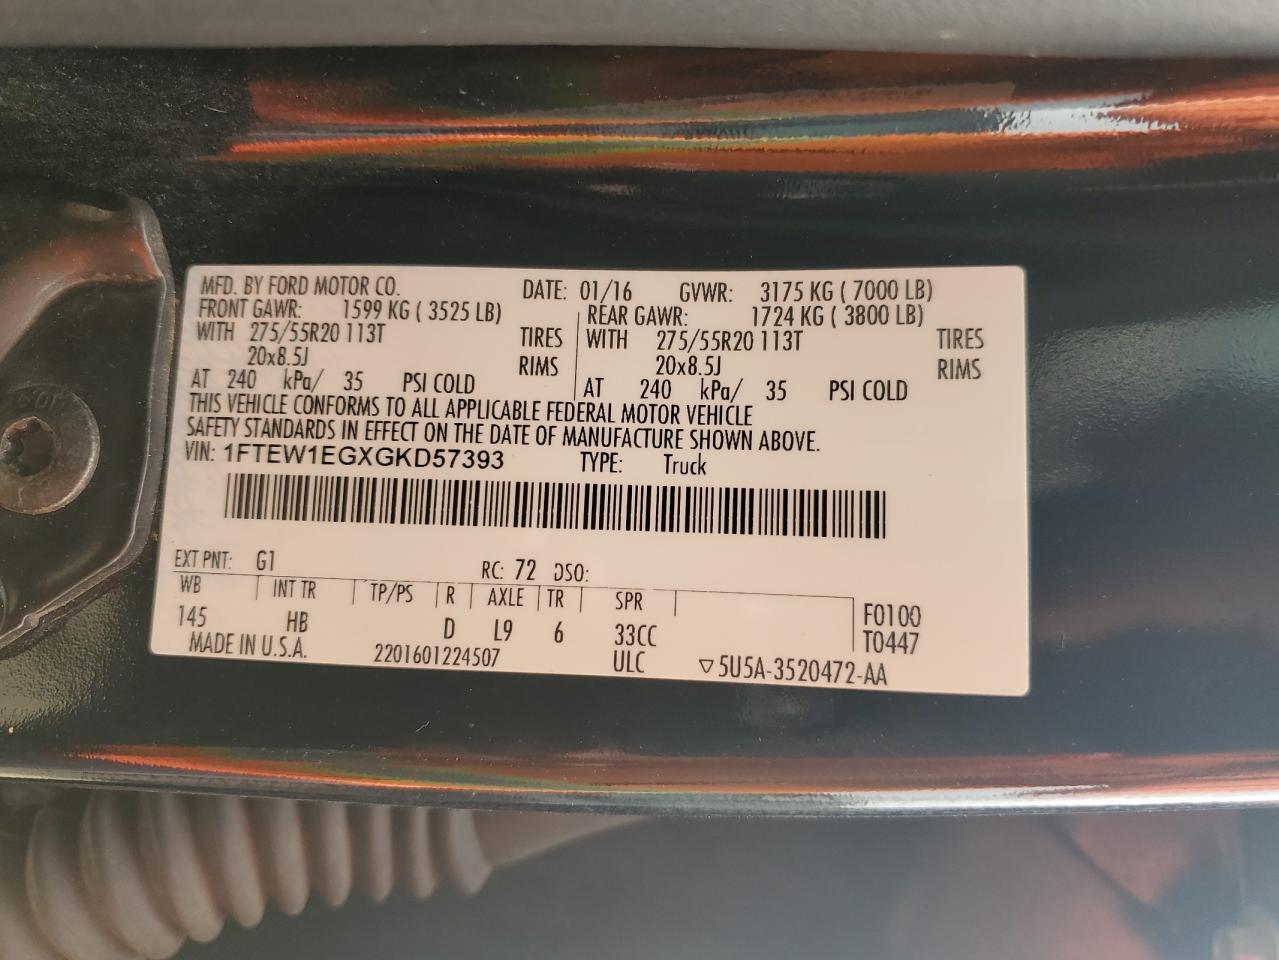 MFD. BY FORD MOTOR CO. DATE: 01/16 GVWR: 3175 KG ( 7000 LB)
FRONT GAWR: 1599 KG ( 3525 LB) REAR GAWR: 1724 KG ( 3800 LB)
WITH 275/55R20 113T TIRES WITH 275/55R20 113T TIRES
20x8.5J RIMS 20x8.5J RIMS
AT 240 kPa/ 35 PSI COLD AT 240 kPa/ 35 PSI COLD
THIS VEHICLE CONFORMS TO ALL APPLICABLE FEDERAL MOTOR VEHICLE
SAFETY STANDARDS IN EFFECT ON THE DATE OF MANUFACTURE SHOWN ABOVE.
VIN: 1FTEW1EGXGKD57393 TYPE: Truck
EXT PNT: G1 RC: 72 DSO:
WB INT TR TP/PS R AXLE TR SPR F0100
145 HB D L9 6 33CC T0447
MADE IN U.S.A. 2201601224507 ULC ▽5U5A-3520472-AA